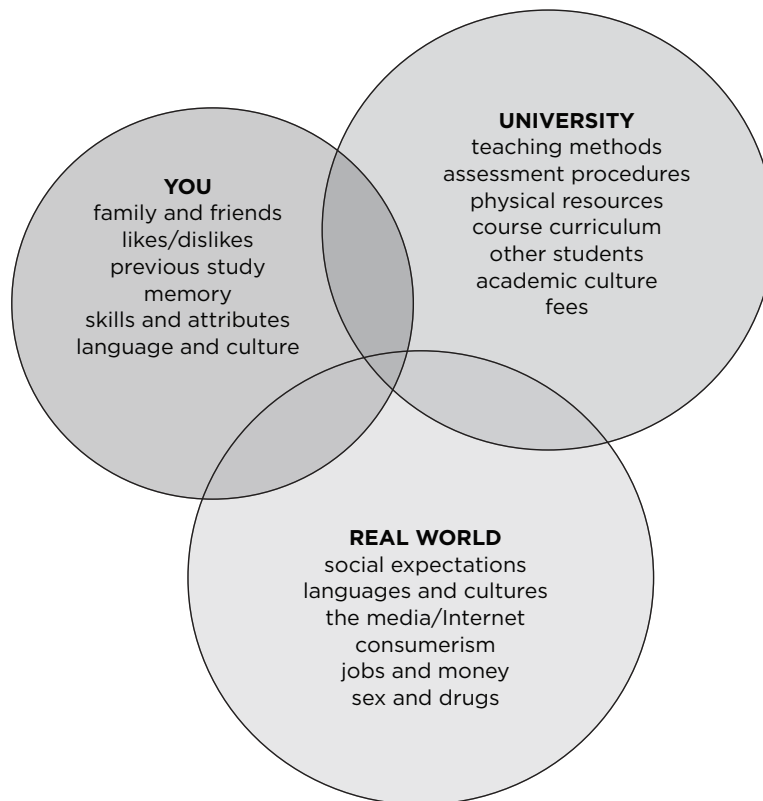 YOU
family and friends
likes/dislikes
previous study
memory
skills and attributes
language and culture
UNIVERSITY
teaching methods
assessment procedures
physical resources
course curriculum
other students
academic culture
fees
REAL WORLD
social expectations
languages and cultures
the media/Internet
consumerism
jobs and money
sex and drugs